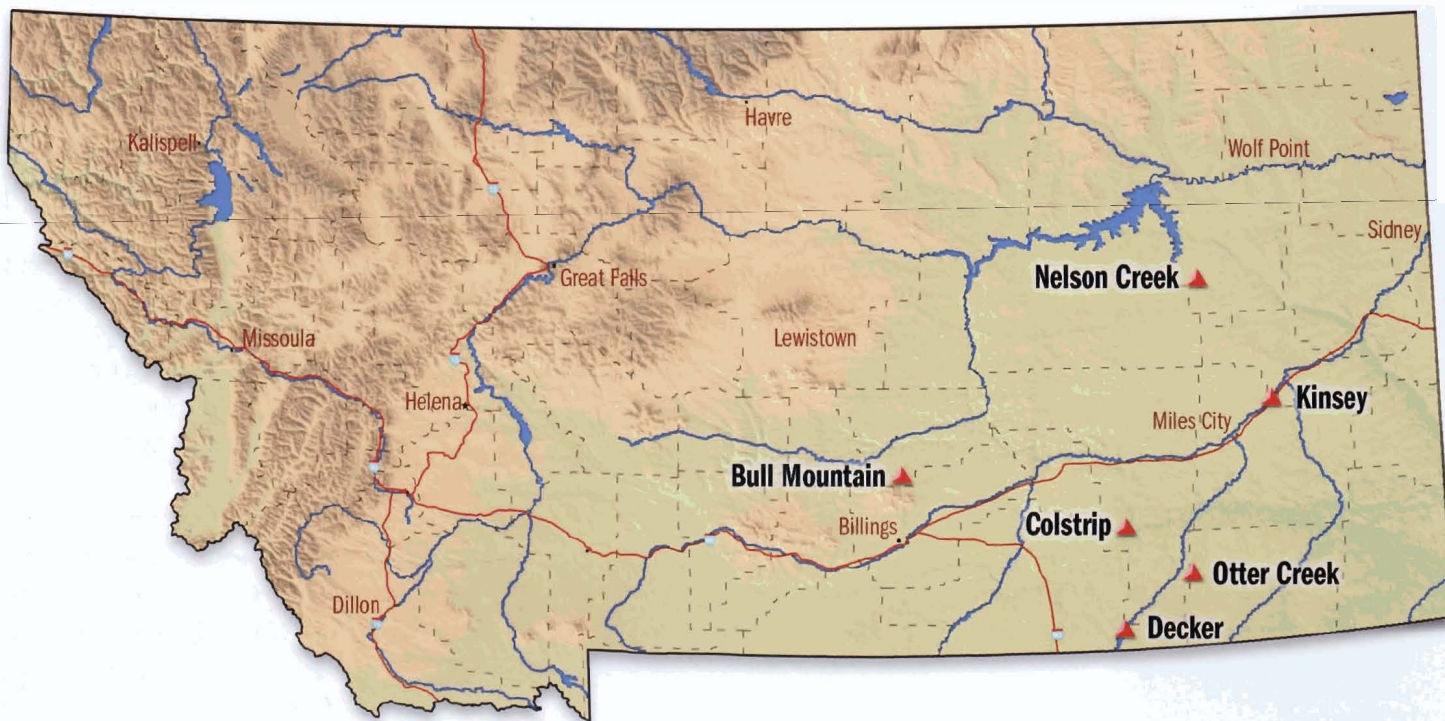 Havre
Kalispell
Wolf Point
Sidney
Great Falls
Nelson Creek
Missoula
Lewistown
Helena
Kinsey
Miles City
Bull Mountain
Billings
Colstrip
Otter Creek
Dillon
Decker